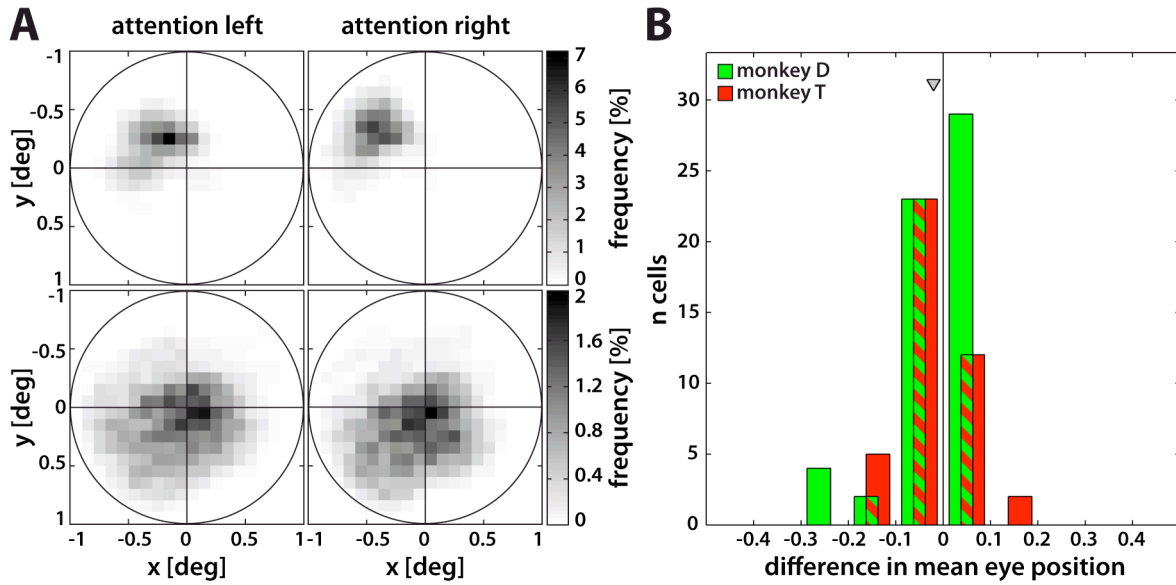 A
attention left
attention right
-1
-0.5
0
0.5
1
y [deg]
7
6
5
4
3
2
1
0
frequency [%]
-1
-0.5
0
0.5
1
y [deg]
-1 -0.5 0 0.5 1
x [deg]
-1 -0.5 0 0.5 1
x [deg]
2
1.6
1.2
0.8
0.4
0
frequency [%]
B
monkey D
monkey T
30
25
20
15
10
5
0
n cells
-0.4 -0.3 -0.2 -0.1 0 0.1 0.2 0.3 0.4
difference in mean eye position